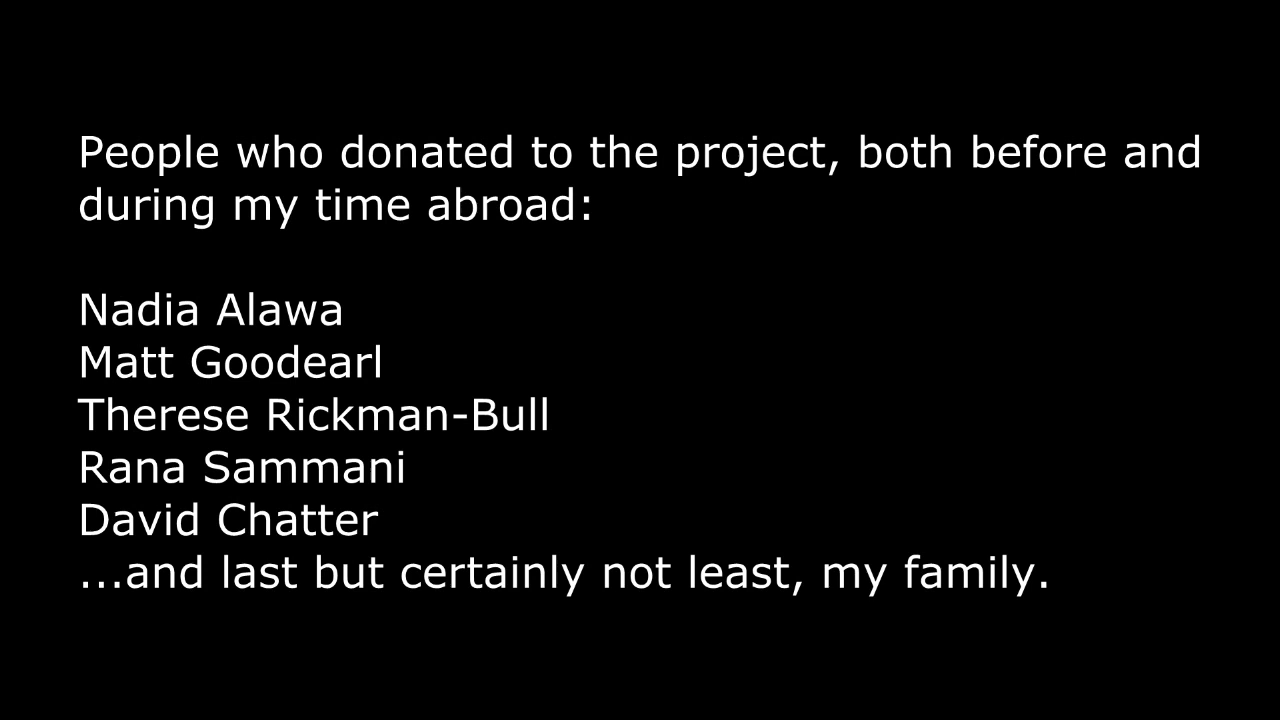 People who donated to the project, both before and
during my time abroad:
Nadia Alawa
Matt Goodearl
Therese Rickman-Bull
Rana Sammani
David Chatter
...and last but certainly not least, my family.